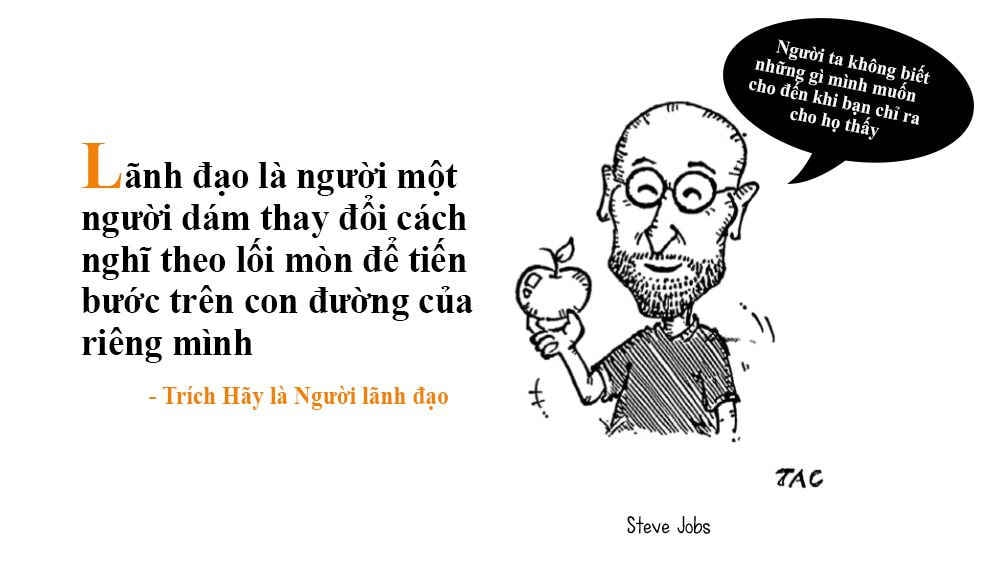 Người ta không biết
những gì mình muốn
cho đến khi bạn chỉ ra
cho họ thấy
Lãnh đạo là người một
người dám thay đổi cách
nghĩ theo lối mòn để tiến
bước trên con đường của
riêng mình
- Trích Hãy là Người lãnh đạo
TAC
Steve Jobs